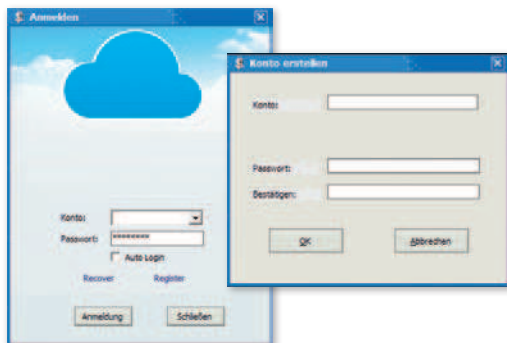 Anmelden
Konto:
Passwort: ********
Auto Login
Recover Register
Anmeldung Schließen
Konto erstellen
Konto:
Passwort:
Bestätigen:
OK Abbrechen